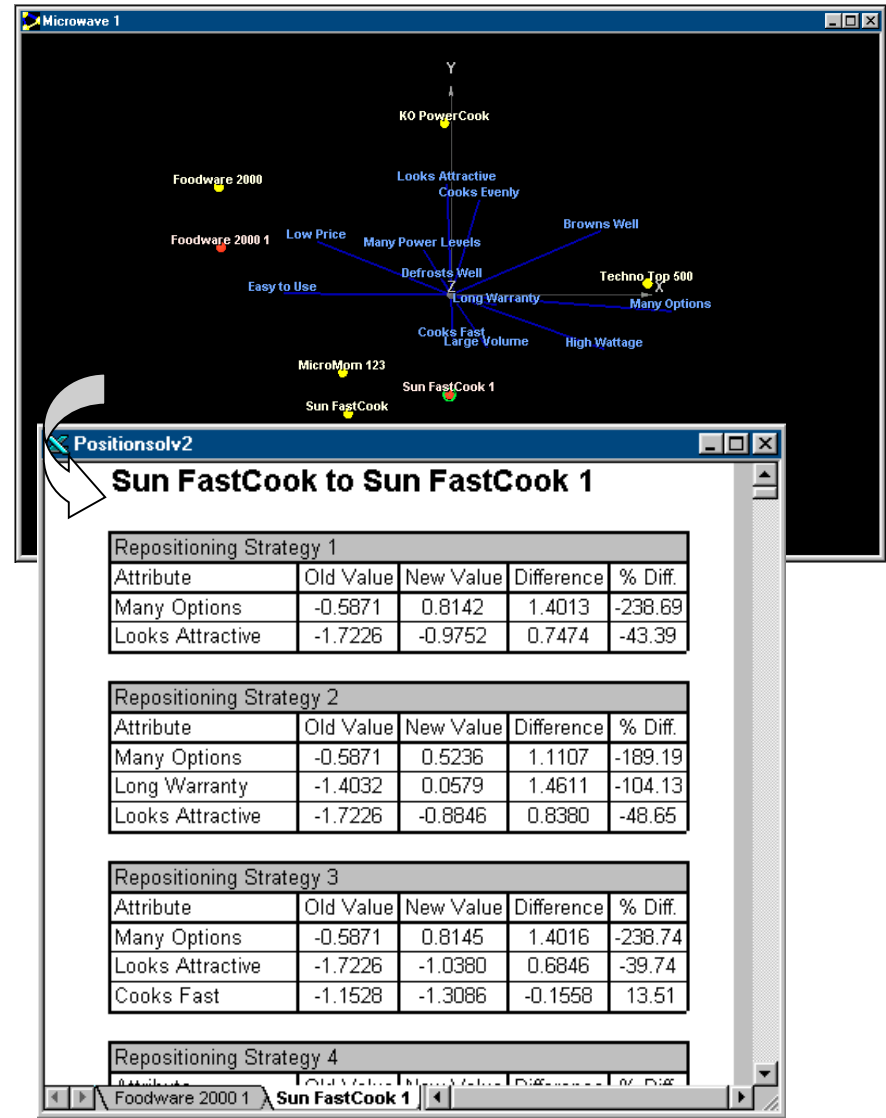 Microwave 1
Y
KO PowerCook
Foodware 2000
Looks Attractive
Cooks Evenly
Browns Well
Foodware 2000 1
Low Price
Many Power Levels
Defrosts Well
Techno Top 500
Easy to Use
Z
X
Long Warranty
Many Options
Cooks Fast
Large Volume
High Wattage
MicroMom 123
Sun FastCook 1
Sun FastCook
Positionsolv2
Sun FastCook to Sun FastCook 1
Repositioning Strategy 1
Attribute Old Value New Value Difference % Diff.
Many Options -0.5871 0.8142 1.4013 -238.69
Looks Attractive -1.7226 -0.9752 0.7474 -43.39
Repositioning Strategy 2
Attribute Old Value New Value Difference % Diff.
Many Options -0.5871 0.5236 1.1107 -189.19
Long Warranty -1.4032 0.0579 1.4611 -104.13
Looks Attractive -1.7226 -0.8846 0.8380 -48.65
Repositioning Strategy 3
Attribute Old Value New Value Difference % Diff.
Many Options -0.5871 0.8145 1.4016 -238.74
Looks Attractive -1.7226 -1.0380 0.6846 -39.74
Cooks Fast -1.1528 -1.3086 -0.1558 13.51
Repositioning Strategy 4
Attribute Old Value New Value Difference % Diff
Foodware 2000 1 Sun FastCook 1